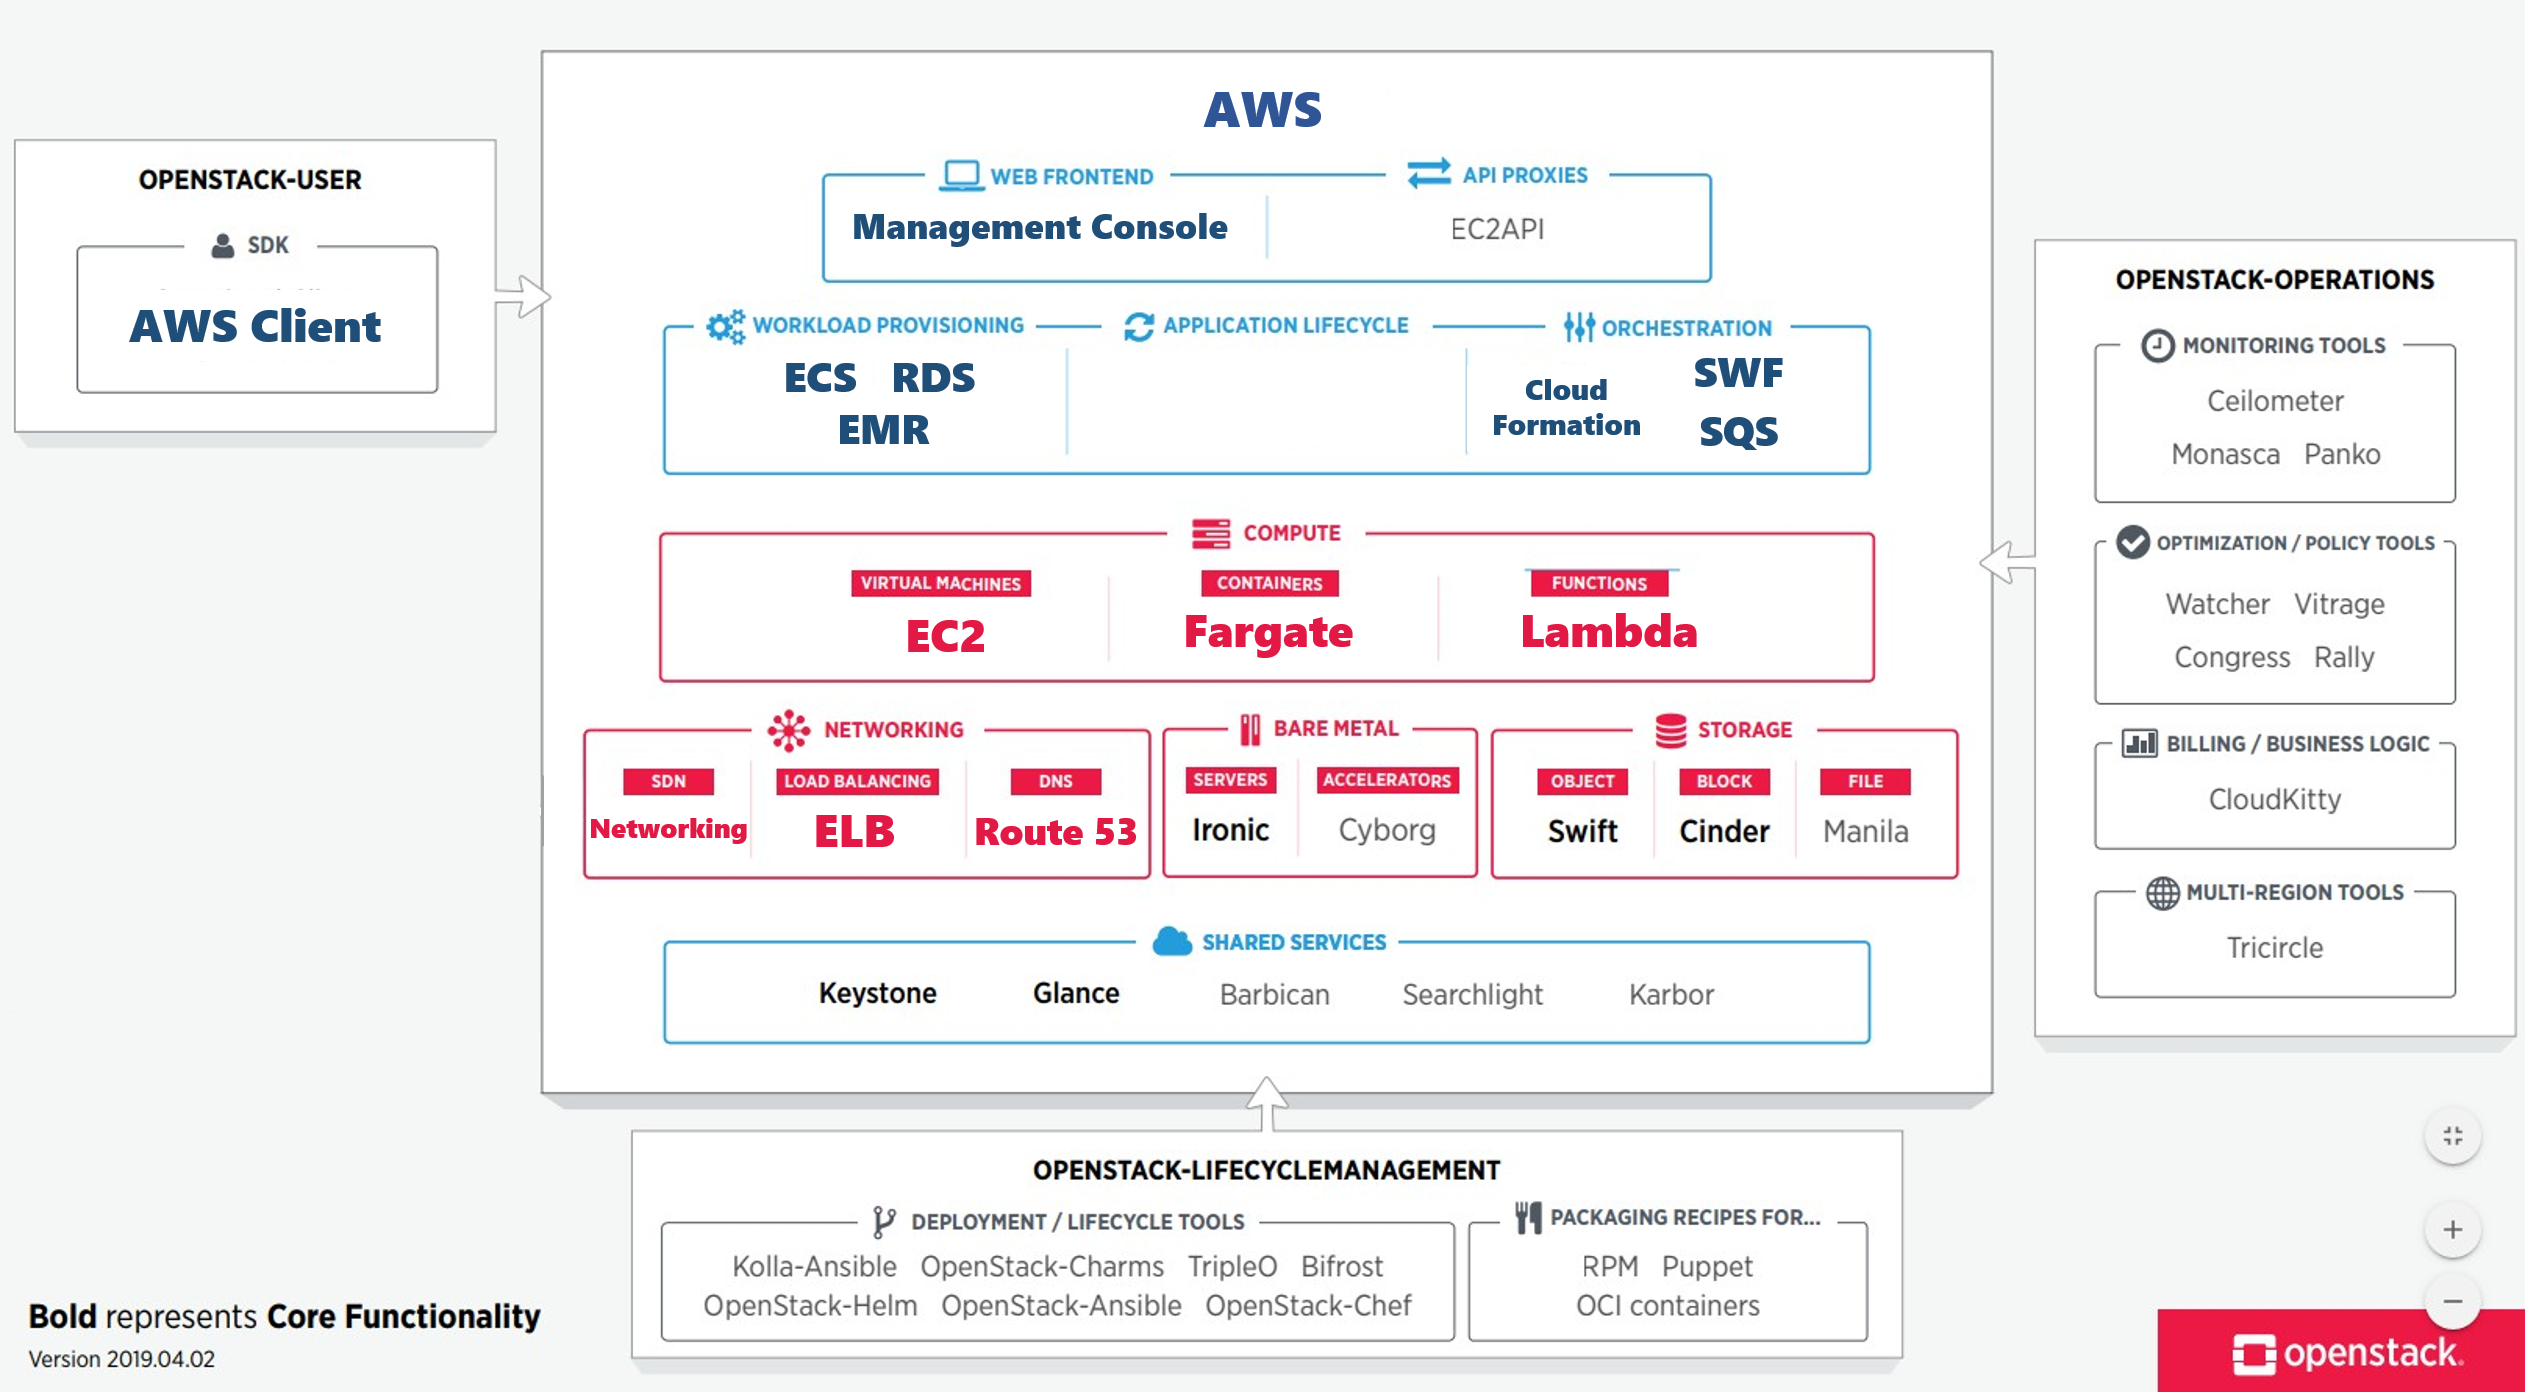 AWS
OPENSTACK-USER
SDK
AWS Client
WEB FRONTEND
Management Console
API PROXIES
EC2API
WORKLOAD PROVISIONING
ECS RDS
EMR
APPLICATION LIFECYCLE
ORCHESTRATION
Cloud
Formation
SWF
SQS
COMPUTE
VIRTUAL MACHINES
EC2
CONTAINERS
Fargate
FUNCTIONS
Lambda
NETWORKING
SDN
Networking
LOAD BALANCING
ELB
DNS
Route 53
BARE METAL
SERVERS
Ironic
ACCELERATORS
Cyborg
STORAGE
OBJECT
Swift
BLOCK
Cinder
FILE
Manila
SHARED SERVICES
Keystone Glance Barbican Searchlight Karbor
OPENSTACK-OPERATIONS
MONITORING TOOLS
Ceilometer
Monasca Panko
OPTIMIZATION / POLICY TOOLS
Watcher Vitrage
Congress Rally
BILLING / BUSINESS LOGIC
CloudKitty
MULTI-REGION TOOLS
Tricircle
OPENSTACK-LIFECYCLEMANAGEMENT
DEPLOYMENT / LIFECYCLE TOOLS
Kolla-Ansible OpenStack-Charms TripleO Bifrost
OpenStack-Helm OpenStack-Ansible OpenStack-Chef
PACKAGING RECIPES FOR...
RPM Puppet
OCI containers
Bold represents Core Functionality
Version 2019.04.02
openstack.